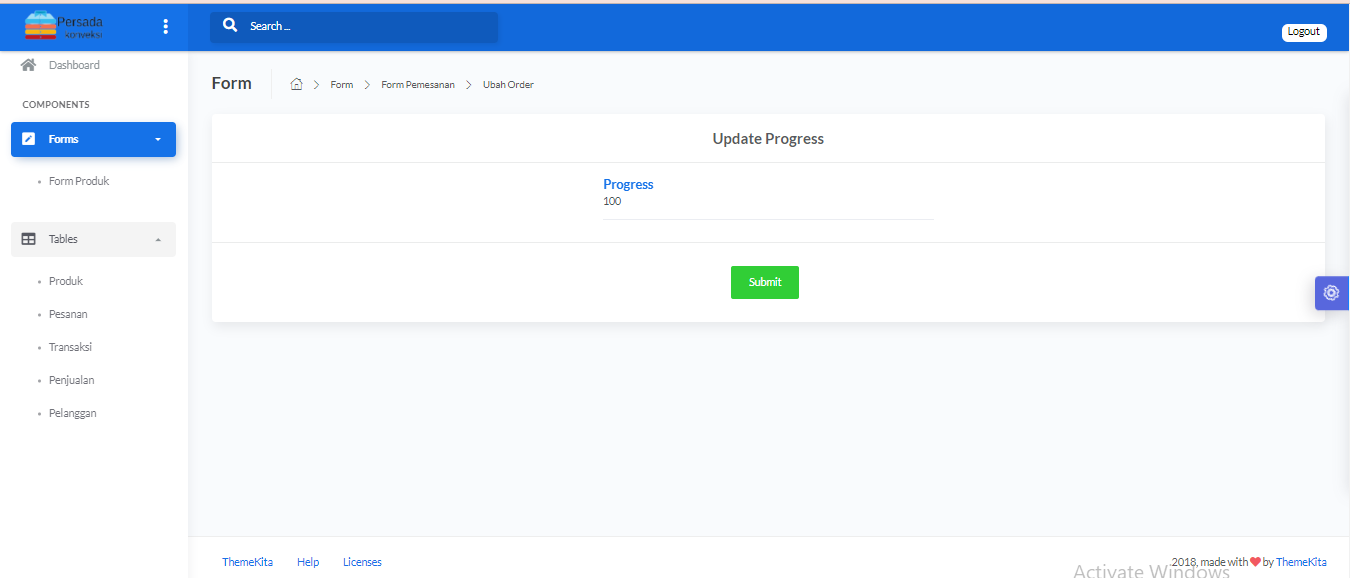 Persada
konveksi
Search ...
Logout
Dashboard
COMPONENTS
Forms
Form Produk
Tables
Produk
Pesanan
Transaksi
Penjualan
Pelanggan
Form
Form
Form Pemesanan
Ubah Order
Update Progress
Progress
100
Submit
ThemeKita
Help
Licenses
2018, made with by ThemeKita
Activate Windows